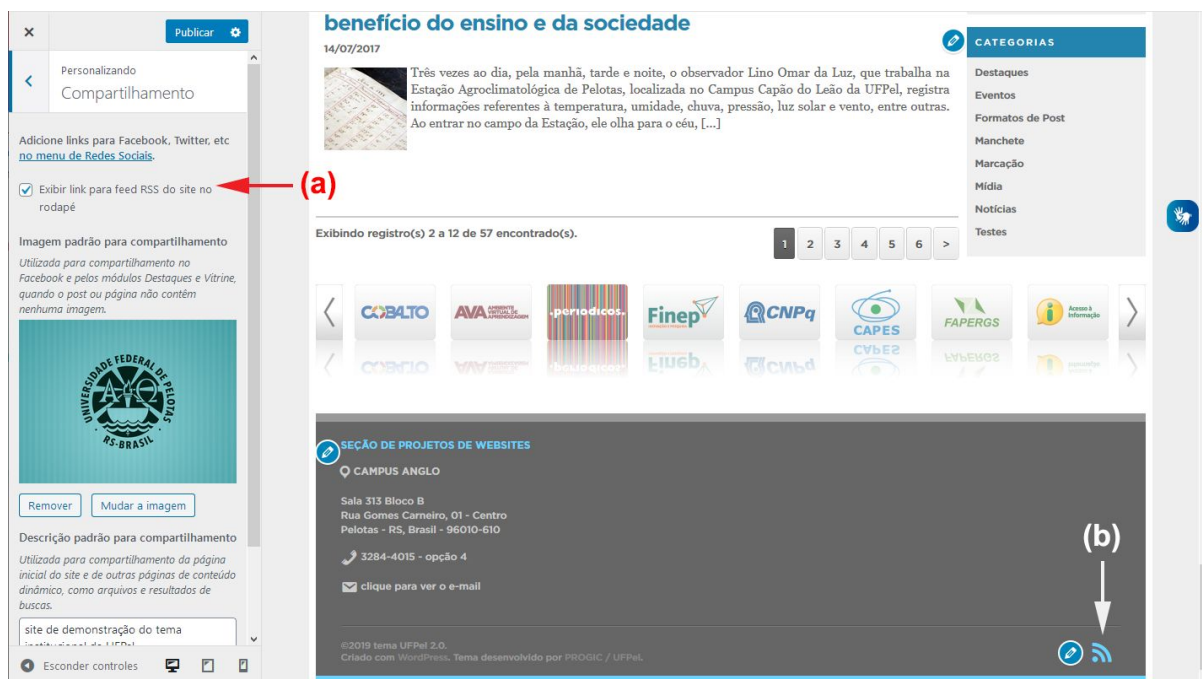 Publicar
Personalizando
Compartilhamento
Adicione links para Facebook, Twitter, etc
no menu de Redes Sociais.
Exibir link para feed RSS do site no
rodapé
(a)
Imagem padrão para compartilhamento
Utilizada para compartilhamento no
Facebook e pelos módulos Destaques e Vitrine,
quando o post ou página não contêm
nenhuma imagem.
UNIVERSIDADE FEDERAL DE PELOTAS
RS-BRASIL
Remover
Mudar a imagem
Descrição padrão para compartilhamento
Utilizada para compartilhamento da página
inicial do site e de outras páginas de conteúdo
dinâmico, como arquivos e resultados de
buscas.
site de demonstração do tema
institucional da UFPel
Esconder controles
benefício do ensino e da sociedade
14/07/2017
Três vezes ao dia, pela manhã, tarde e noite, o observador Lino Omar da Luz, que trabalha na
Estação Agroclimatológica de Pelotas, localizada no Campus Capão do Leão da UFPel, registra
informações referentes à temperatura, umidade, chuva, pressão, luz solar e vento, entre outras.
Ao entrar no campo da Estação, ele olha para o céu, [...]
CATEGORIAS
Destaques
Eventos
Formatos de Post
Manchete
Marcação
Mídia
Notícias
Testes
Exibindo registro(s) 2 a 12 de 57 encontrado(s).
1 2 3 4 5 6 >
COBALTO
AVA AMBIENTE VIRTUAL DE APRENDIZAGEM
.periodicos.
Finep
CNPq
CAPES
FAPERGS
Acesso à Informação
SEÇÃO DE PROJETOS DE WEBSITES
CAMPUS ANGLO
Sala 313 Bloco B
Rua Gomes Carneiro, 01 - Centro
Pelotas - RS, Brasil - 96010-610
3284-4015 - opção 4
clique para ver o e-mail
(b)
©2019 tema UFPel 2.0.
Criado com WordPress. Tema desenvolvido por PROGIC / UFPel.